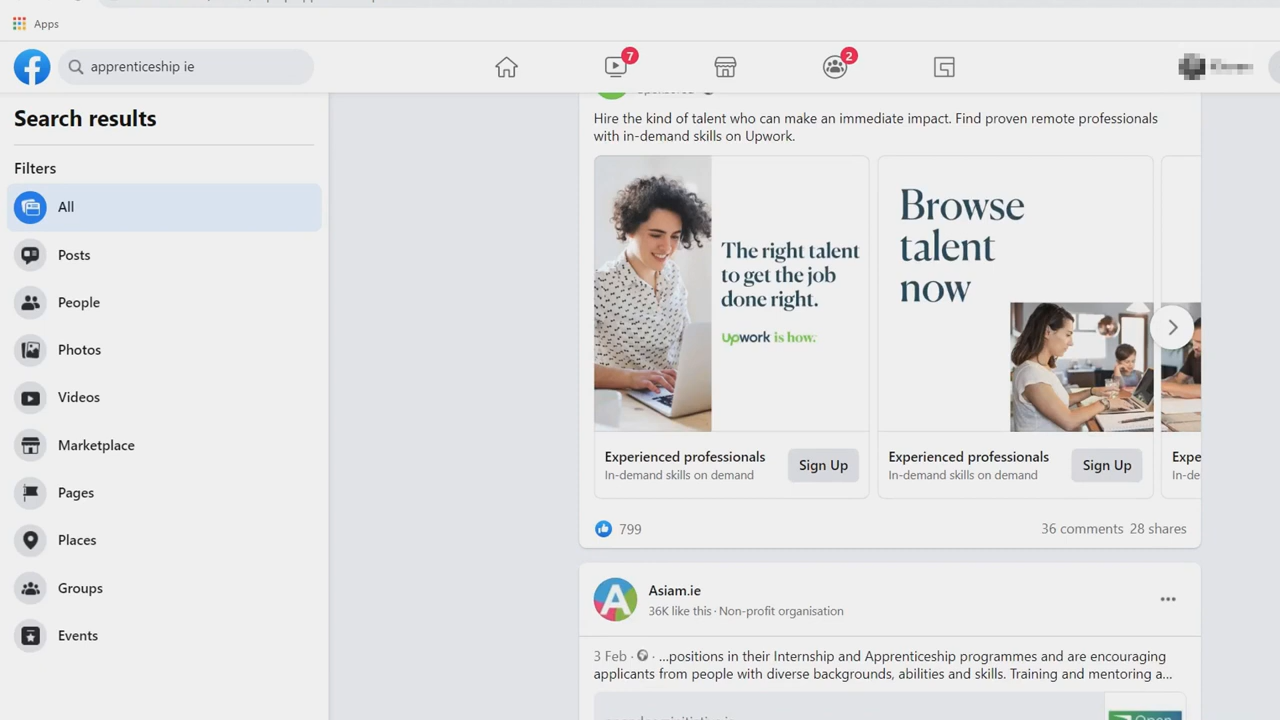 Apps
apprenticeship ie
7
2
Search results
Filters
All
Posts
People
Photos
Videos
Marketplace
Pages
Places
Groups
Events
Hire the kind of talent who can make an immediate impact. Find proven remote professionals
with in-demand skills on Upwork.
The right talent
to get the job
done right.
Upwork is how.
Experienced professionals
In-demand skills on demand
Sign Up
Browse
talent
now
Experienced professionals
In-demand skills on demand
Sign Up
Expe
In-de
799
36 comments 28 shares
Asiam.ie
36K like this · Non-profit organisation
3 Feb · ...positions in their Internship and Apprenticeship programmes and are encouraging
applicants from people with diverse backgrounds, abilities and skills. Training and mentoring a...
Open